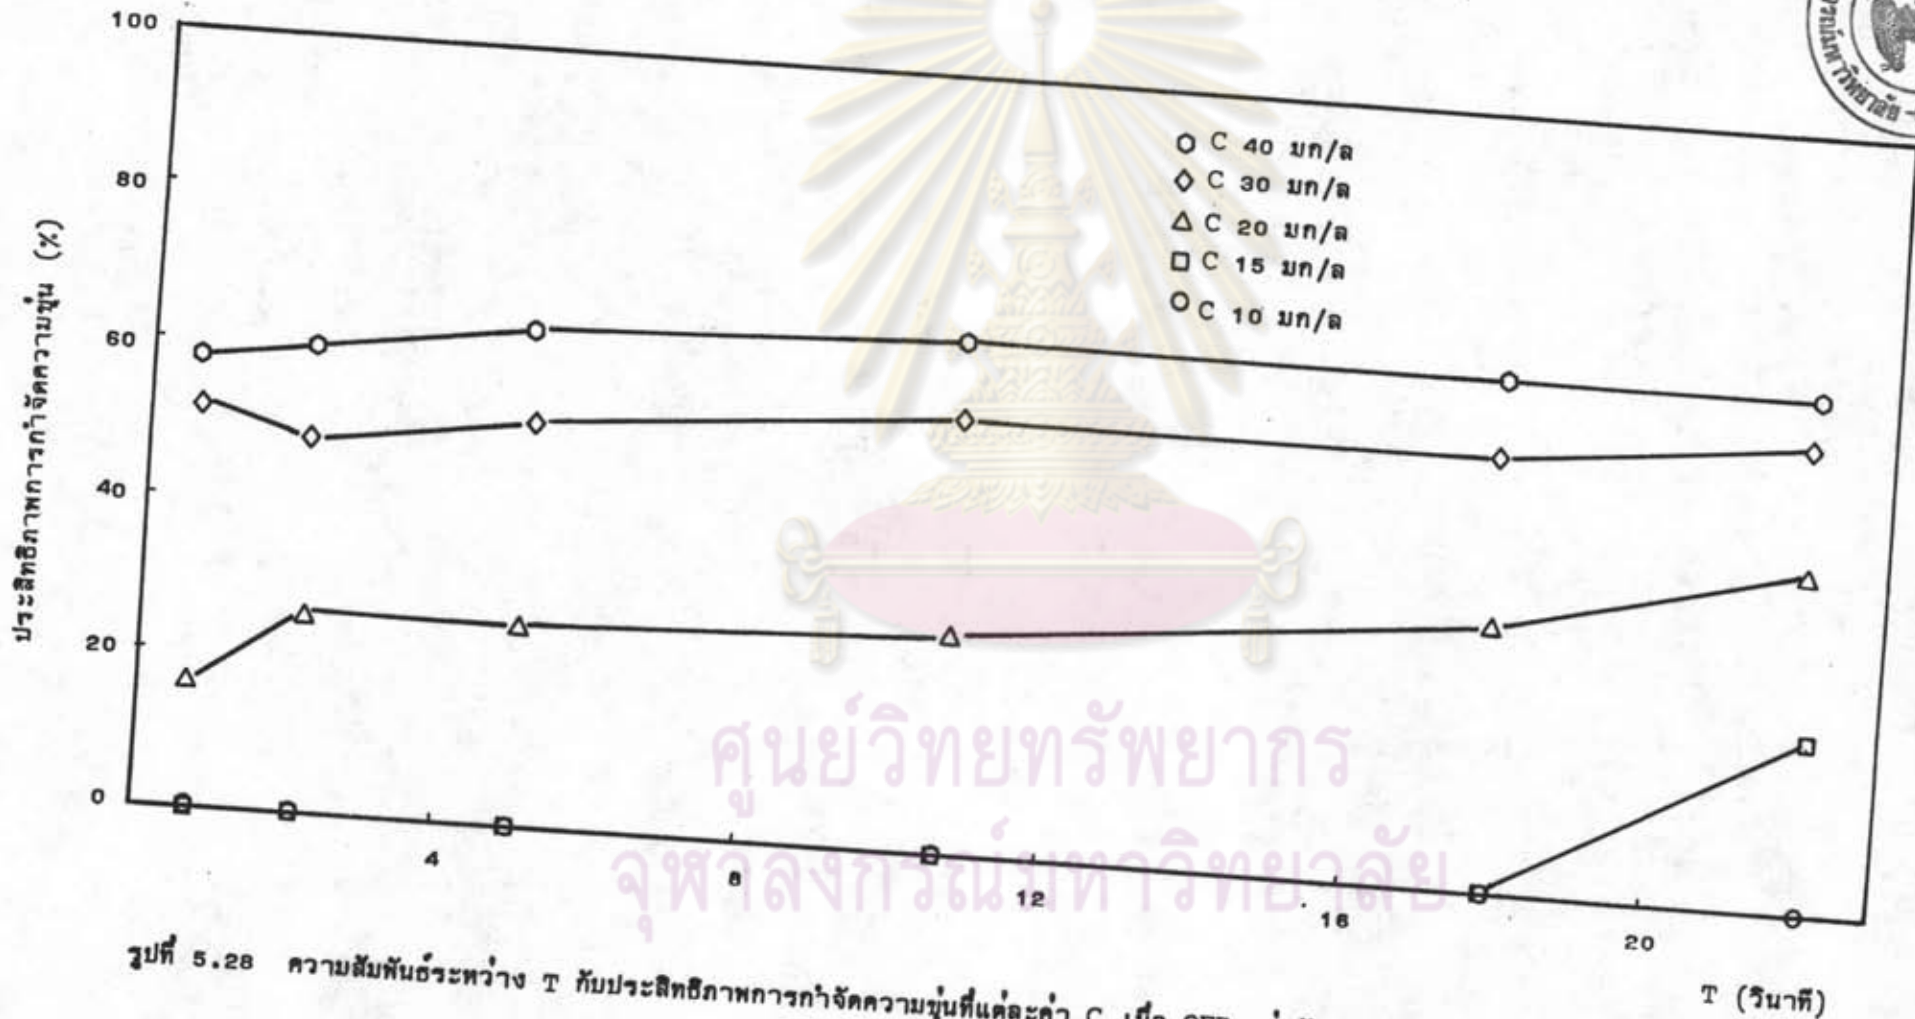 100
80
60
40
20
0
ประสิทธิภาพการกำจัดความขุ่น (%)
C 40 มก/ล
C 30 มก/ล
C 20 มก/ล
C 15 มก/ล
C 10 มก/ล
4
8
12
16
20
T (วินาที)
ศูนย์วิทยทรัพยากร
จุฬาลงกรณ์มหาวิทยาลัย
รูปที่ 5.28 ความสัมพันธ์ระหว่าง T กับประสิทธิภาพการกำจัดความขุ่นที่แต่ละค่า C เมื่อ